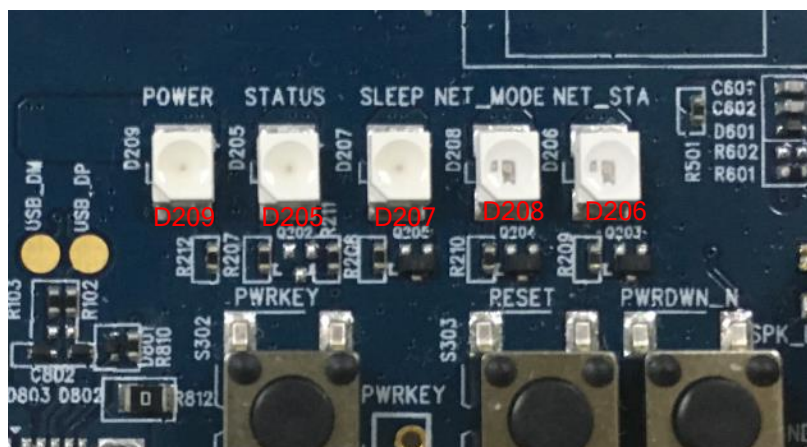 POWER STATUS SLEEP NET_MODE NET_STA
D209 D205 D207 D208 D206
D209 D205 D207 D208 D206
C601
C602
D601
R602
R601
R501
USB_DM
USB_DP
R212 R207 Q202 R211 R208 Q205 R210 Q204 R209 Q203
R103
R102
PWRKEY RESET PWRDWN_N
S302 S303
D801
R810
C802
D803 D802
0
R812
PWRKEY